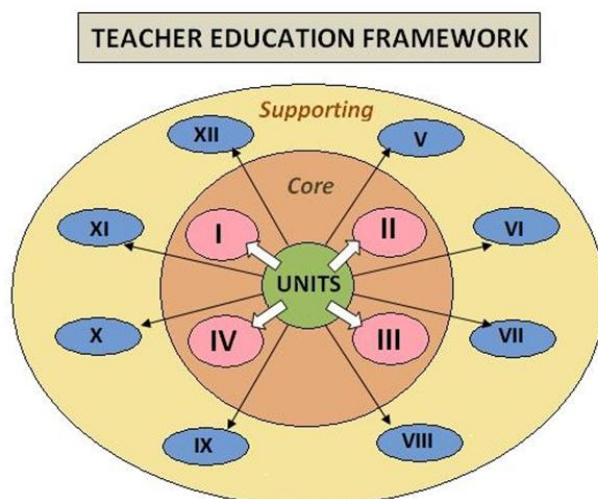 TEACHER EDUCATION FRAMEWORK
Supporting
XII
V
Core
XI
I
II
VI
UNITS
X
IV
III
VII
IX
VIII